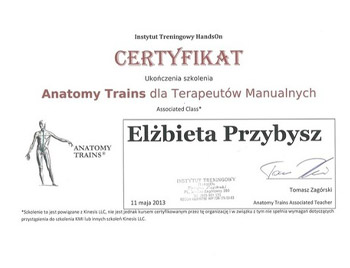 Instytut Treningowy HandsOn
CERTYFIKAT
Ukończenia szkolenia
Anatomy Trains dla Terapeutów Manualnych
Associated Class*
Elżbieta Przybysz
ANATOMY
TRAINS®
INSTYTUT TRENINGOWY
Tomasz Zagórski
11 maja 2013
Anatomy Trains Associated Teacher
*Szkolenie to jest powiązane z Kinesis LLC, nie jest jednak kursem certyfikowanym przez tę organizację i w związku z tym nie spełnia wymagań dotyczących
przystąpienia do szkolenia KMI lub innych szkoleń Kinesis LLC.